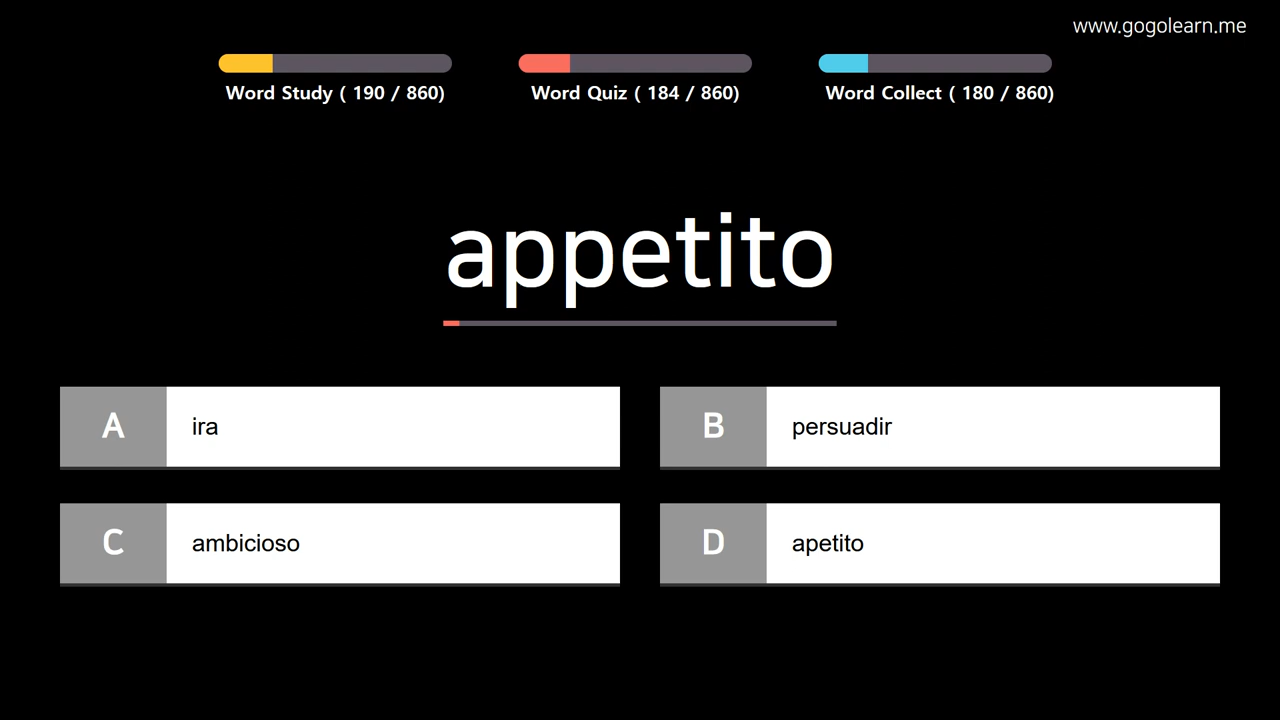 www.gogolearn.me
Word Study ( 190 / 860)
Word Quiz ( 184 / 860)
Word Collect ( 180 / 860)
appetito
A ira
B persuadir
C ambicioso
D apetito